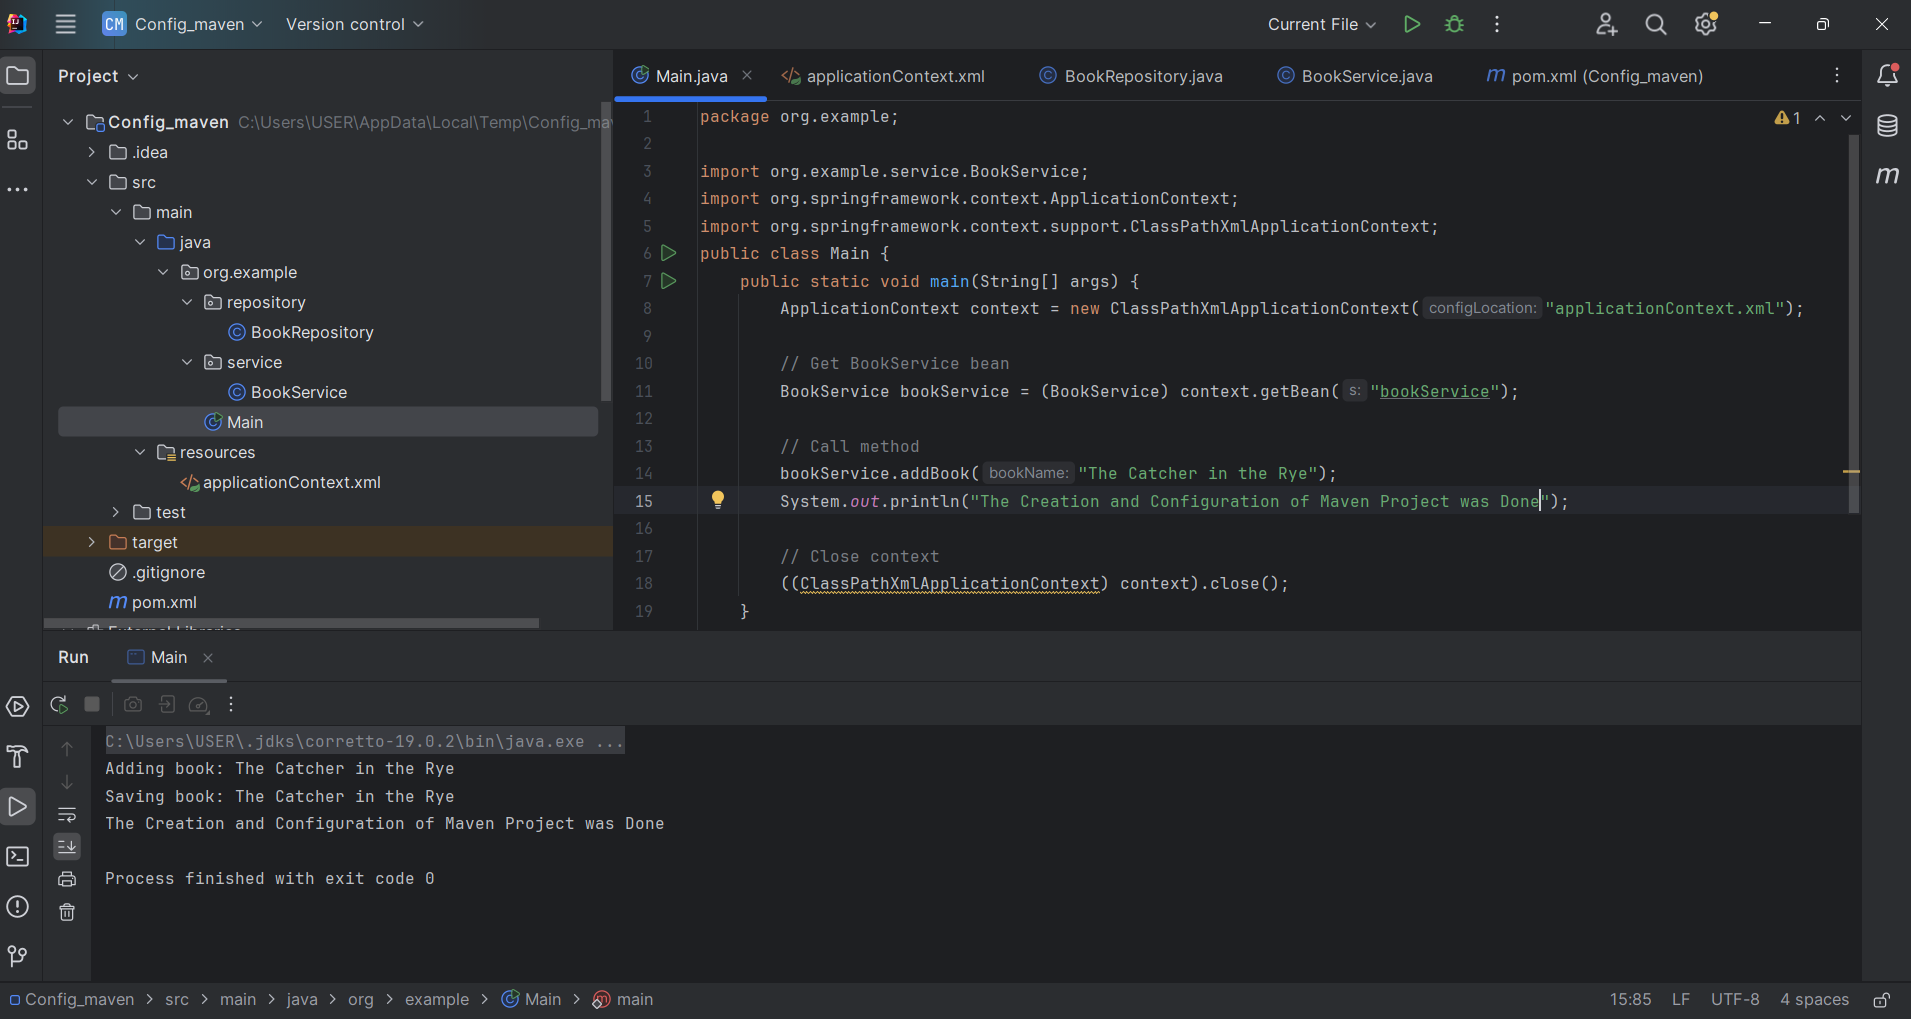 CM Config_maven Version control Current File
Project
Config_maven C:\Users\USER\AppData\Local\Temp\Config_ma
.idea
src
main
java
org.example
repository
BookRepository
service
BookService
Main
resources
applicationContext.xml
test
target
.gitignore
m pom.xml
External Libraries
Main.java applicationContext.xml BookRepository.java BookService.java m pom.xml (Config_maven)
1 package org.example;
2
3 import org.example.service.BookService;
4 import org.springframework.context.ApplicationContext;
5 import org.springframework.context.support.ClassPathXmlApplicationContext;
6 public class Main {
7 public static void main(String[] args) {
8 ApplicationContext context = new ClassPathXmlApplicationContext( configLocation: "applicationContext.xml");
9
10 // Get BookService bean
11 BookService bookService = (BookService) context.getBean( s: "bookService");
12
13 // Call method
14 bookService.addBook( bookName: "The Catcher in the Rye");
15 System.out.println("The Creation and Configuration of Maven Project was Done");
16
17 // Close context
18 ((ClassPathXmlApplicationContext) context).close();
19 }
1
m
Run Main
C:\Users\USER\.jdks\corretto-19.0.2\bin\java.exe ...
Adding book: The Catcher in the Rye
Saving book: The Catcher in the Rye
The Creation and Configuration of Maven Project was Done
Process finished with exit code 0
Config_maven > src > main > java > org > example > Main > main 15:85 LF UTF-8 4 spaces